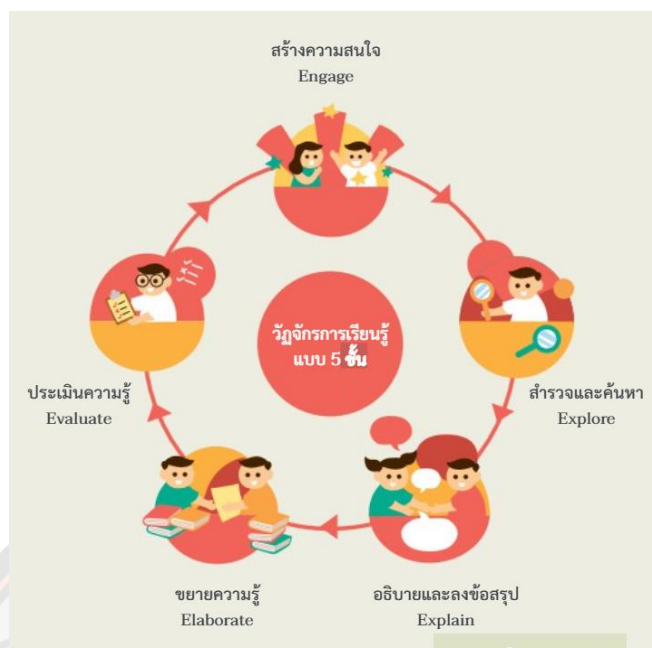 สร้างความสนใจ
Engage
วัฏจักรการเรียนรู้
แบบ 5 ขั้น
ประเมินความรู้
Evaluate
สำรวจและค้นหา
Explore
ขยายความรู้
Elaborate
อธิบายและลงข้อสรุป
Explain